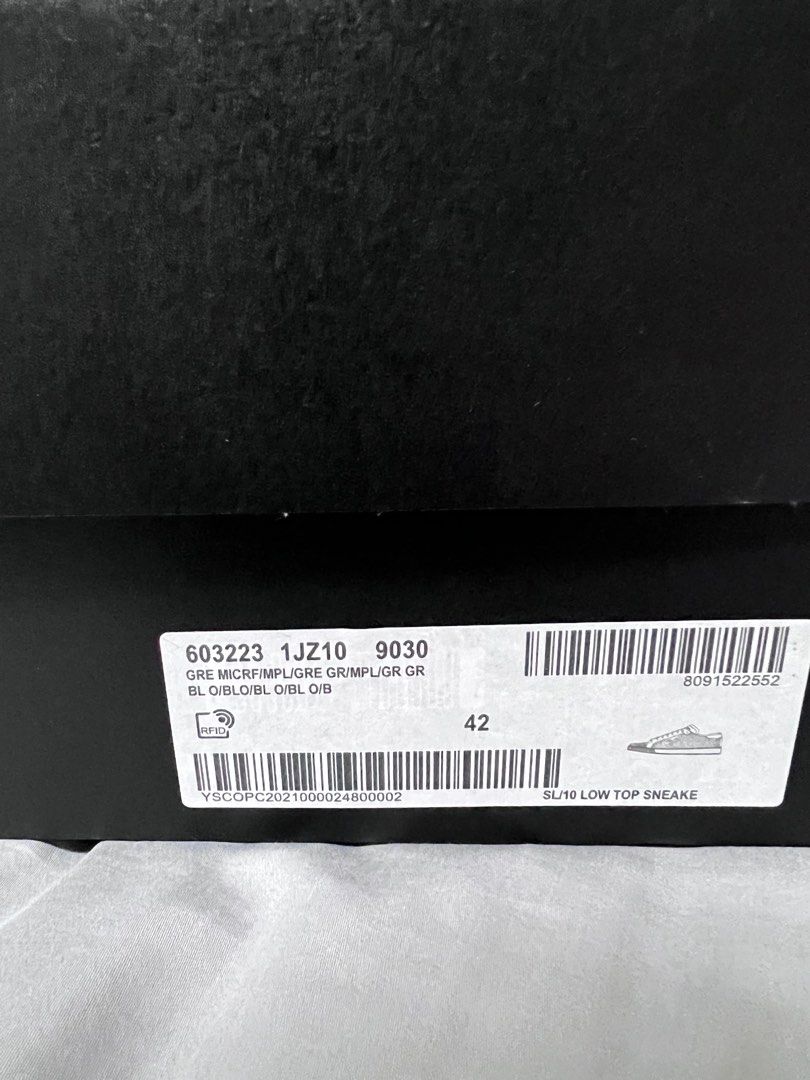 603223 1JZ10 9030
GRE MICRF/MPL/GRE GR/MPL/GR GR
BL O/BLO/BL O/BL O/B
8091522552
RFID
42
YSCOPC2021000024800002
SL/10 LOW TOP SNEAKE